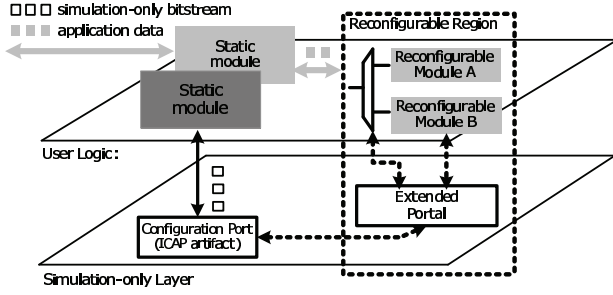 simulation-only bitstream
application data
Reconfigurable Region
Static
module
Static
module
Reconfigurable
Module A
Reconfigurable
Module B
User Logic:
Extended
Portal
Configuration Port
(ICAP artifact)
Simulation-only Layer